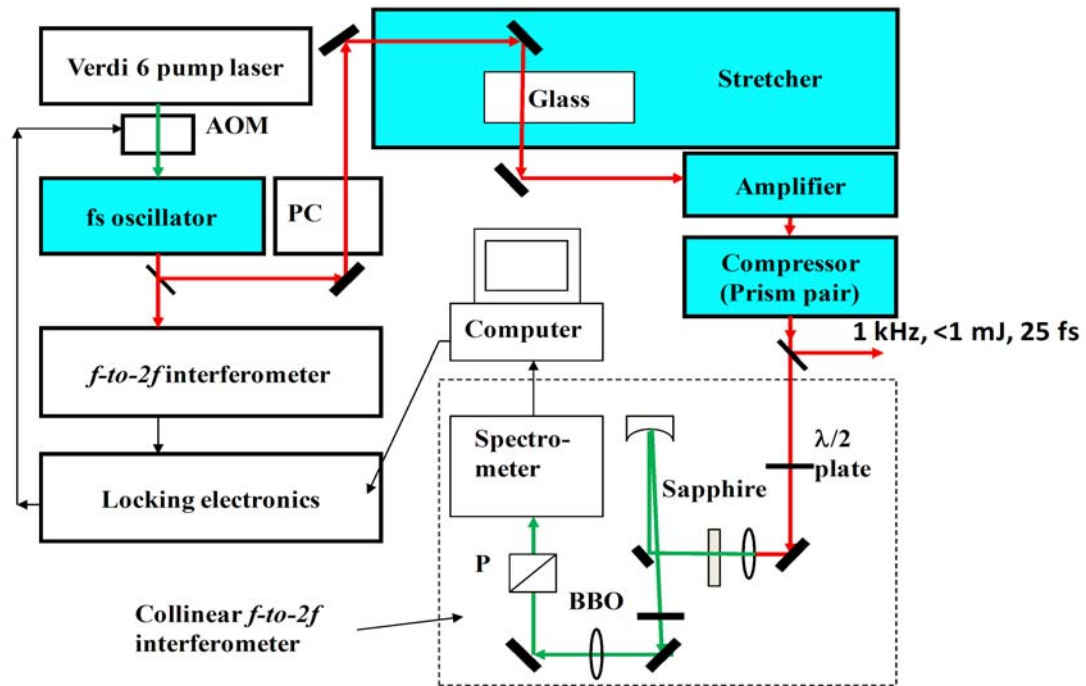 Verdi 6 pump laser
AOM
fs oscillator
PC
Stretcher
Glass
Amplifier
Compressor
(Prism pair)
1 kHz, <1 mJ, 25 fs
Computer
f-to-2f interferometer
Locking electronics
Spectro-
meter
λ/2
plate
Sapphire
P
BBO
Collinear f-to-2f
interferometer